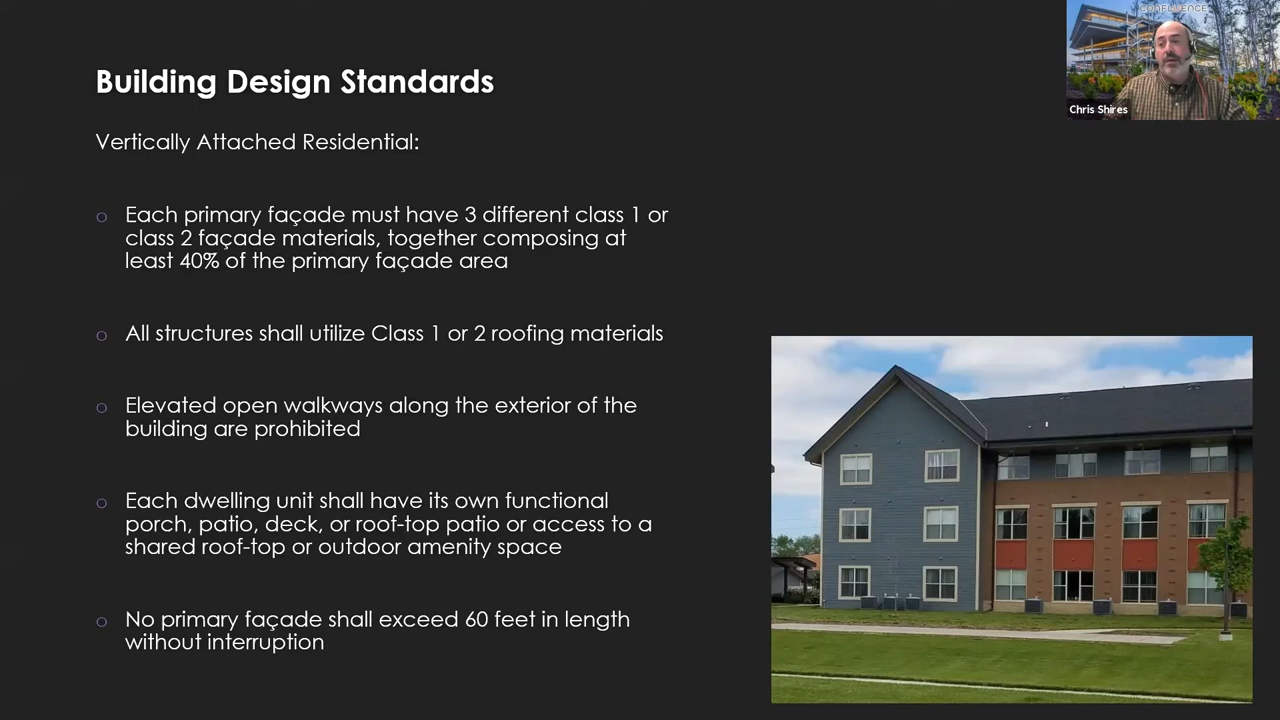 CONFLUENCE
Chris Shires
Building Design Standards
Vertically Attached Residential:
o Each primary façade must have 3 different class 1 or
class 2 façade materials, together composing at
least 40% of the primary façade area
o All structures shall utilize Class 1 or 2 roofing materials
o Elevated open walkways along the exterior of the
building are prohibited
o Each dwelling unit shall have its own functional
porch, patio, deck, or roof-top patio or access to a
shared roof-top or outdoor amenity space
o No primary façade shall exceed 60 feet in length
without interruption